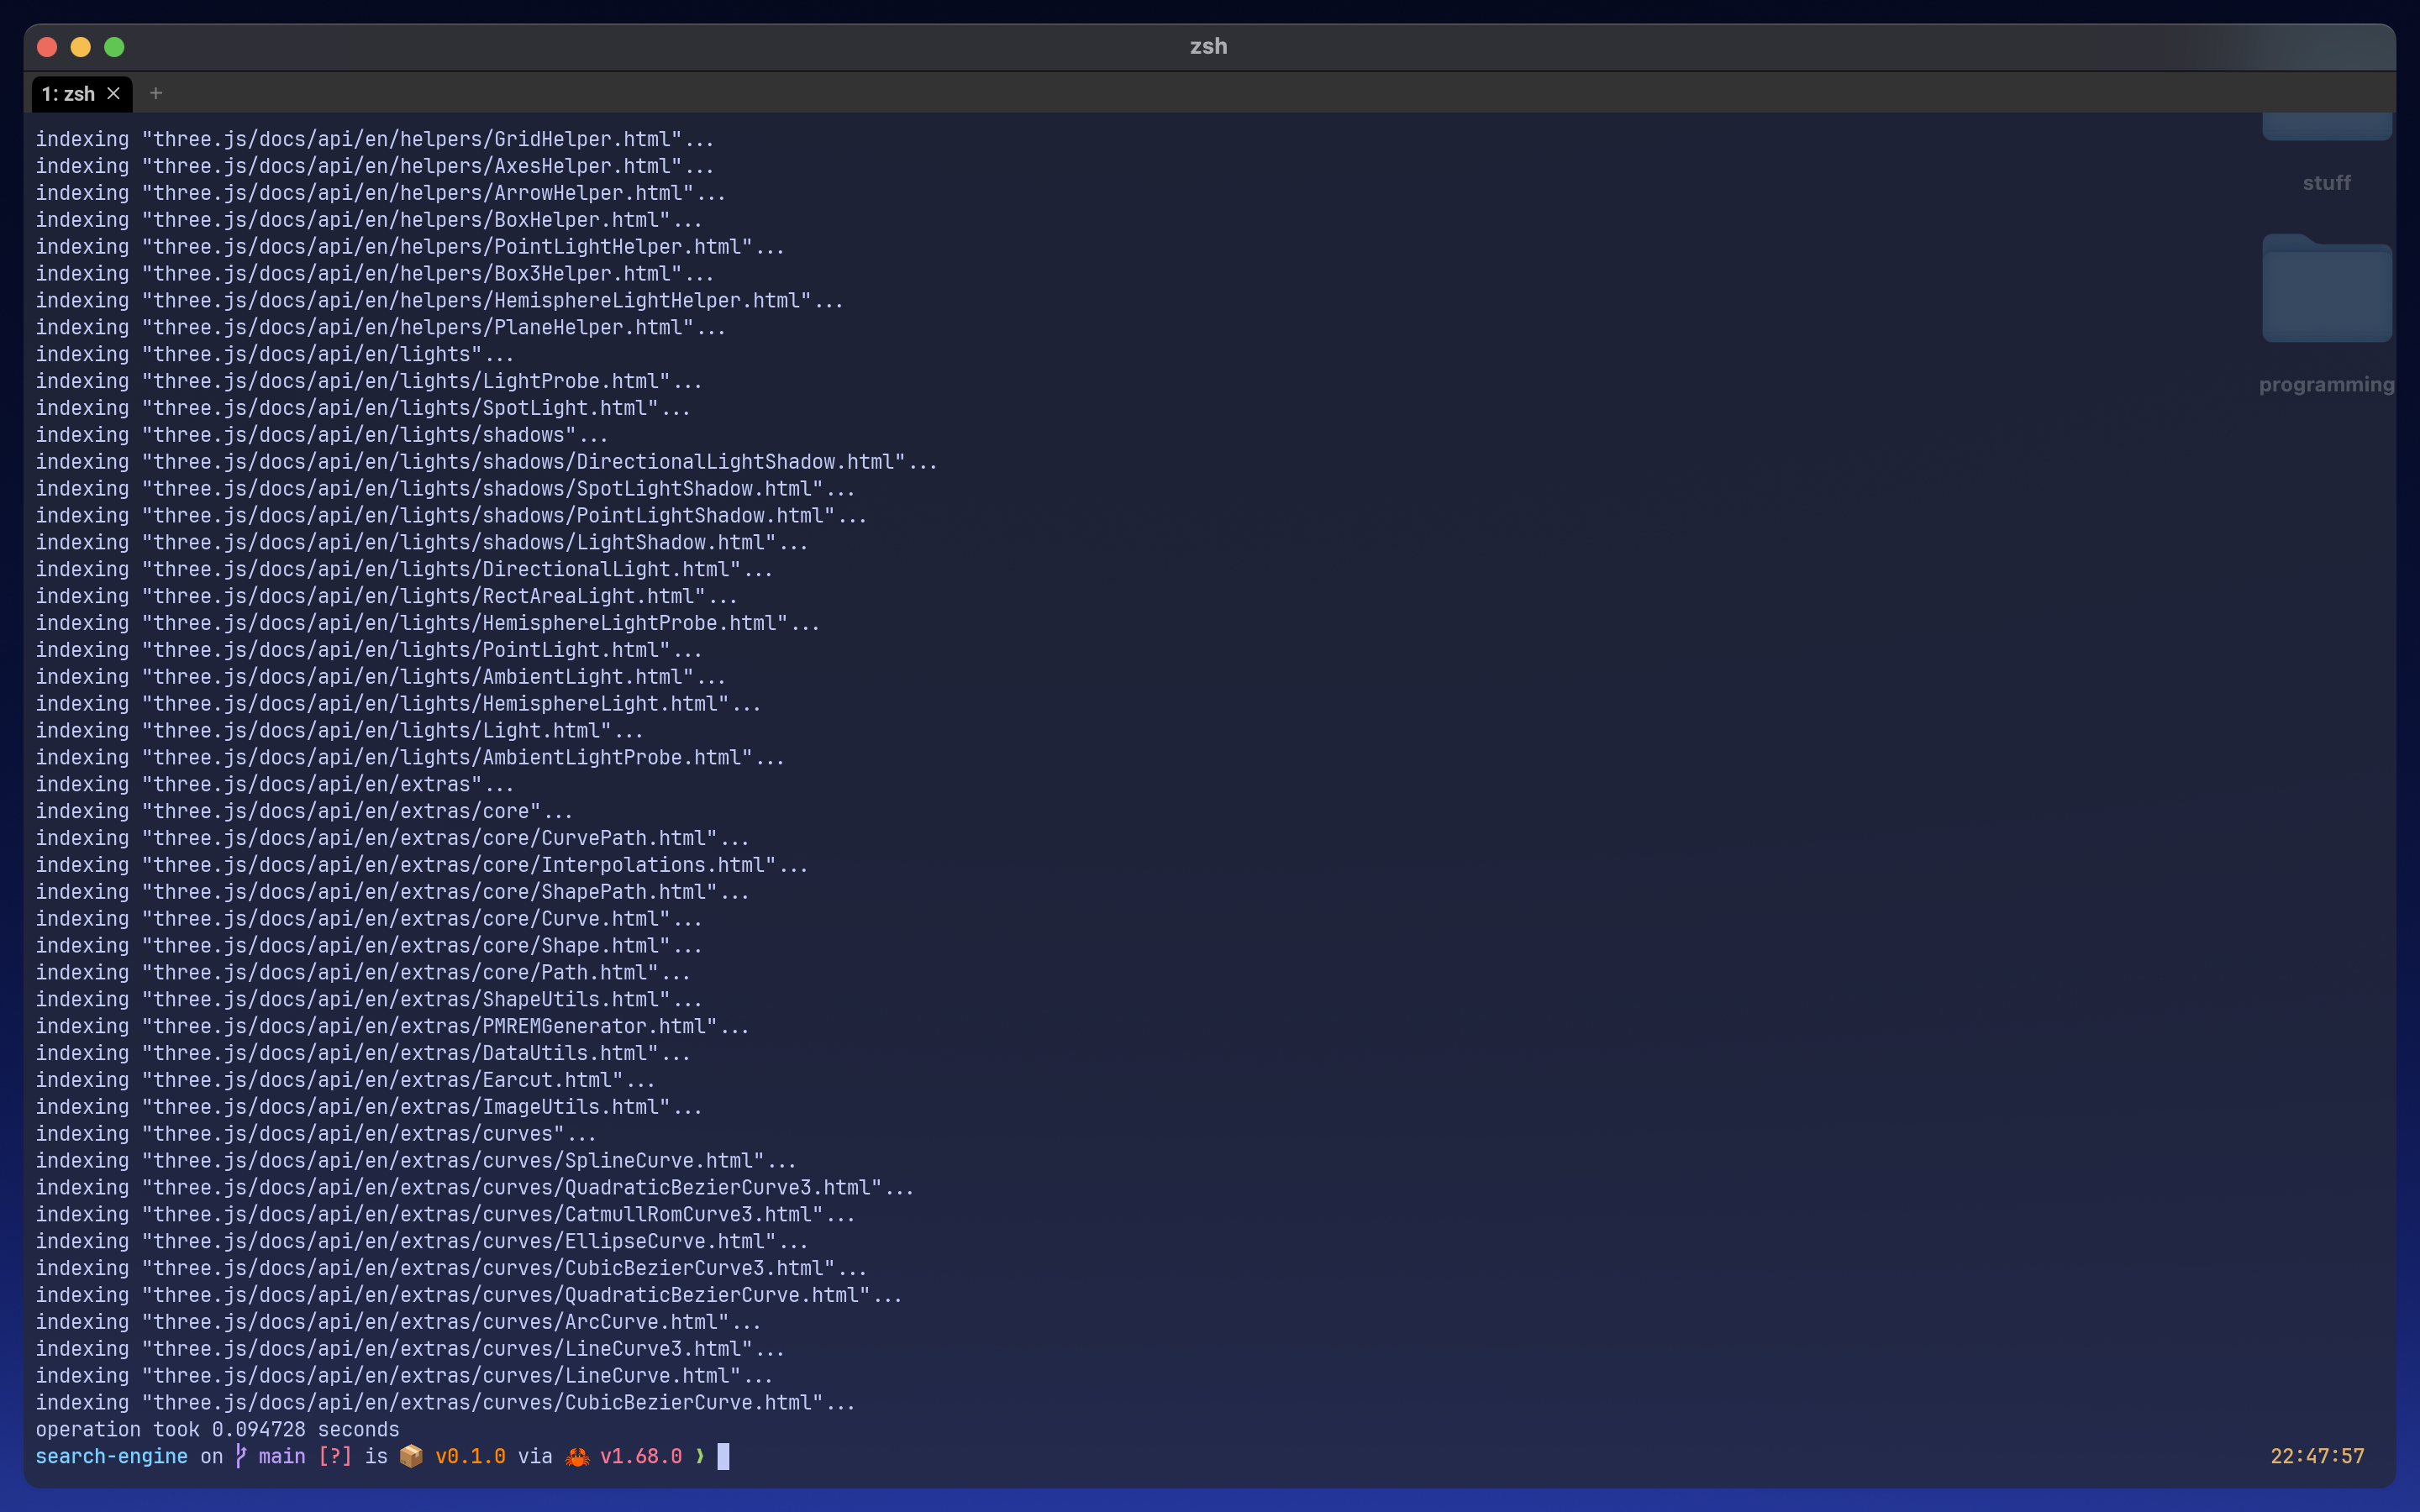 zsh
1: zsh × +
indexing "three.js/docs/api/en/helpers/GridHelper.html"...
indexing "three.js/docs/api/en/helpers/AxesHelper.html"...
indexing "three.js/docs/api/en/helpers/ArrowHelper.html"...
indexing "three.js/docs/api/en/helpers/BoxHelper.html"...
indexing "three.js/docs/api/en/helpers/PointLightHelper.html"...
indexing "three.js/docs/api/en/helpers/Box3Helper.html"...
indexing "three.js/docs/api/en/helpers/HemisphereLightHelper.html"...
indexing "three.js/docs/api/en/helpers/PlaneHelper.html"...
indexing "three.js/docs/api/en/lights"...
indexing "three.js/docs/api/en/lights/LightProbe.html"...
indexing "three.js/docs/api/en/lights/SpotLight.html"...
indexing "three.js/docs/api/en/lights/shadows"...
indexing "three.js/docs/api/en/lights/shadows/DirectionalLightShadow.html"...
indexing "three.js/docs/api/en/lights/shadows/SpotLightShadow.html"...
indexing "three.js/docs/api/en/lights/shadows/PointLightShadow.html"...
indexing "three.js/docs/api/en/lights/shadows/LightShadow.html"...
indexing "three.js/docs/api/en/lights/DirectionalLight.html"...
indexing "three.js/docs/api/en/lights/RectAreaLight.html"...
indexing "three.js/docs/api/en/lights/HemisphereLightProbe.html"...
indexing "three.js/docs/api/en/lights/PointLight.html"...
indexing "three.js/docs/api/en/lights/AmbientLight.html"...
indexing "three.js/docs/api/en/lights/HemisphereLight.html"...
indexing "three.js/docs/api/en/lights/Light.html"...
indexing "three.js/docs/api/en/lights/AmbientLightProbe.html"...
indexing "three.js/docs/api/en/extras"...
indexing "three.js/docs/api/en/extras/core"...
indexing "three.js/docs/api/en/extras/core/CurvePath.html"...
indexing "three.js/docs/api/en/extras/core/Interpolations.html"...
indexing "three.js/docs/api/en/extras/core/ShapePath.html"...
indexing "three.js/docs/api/en/extras/core/Curve.html"...
indexing "three.js/docs/api/en/extras/core/Shape.html"...
indexing "three.js/docs/api/en/extras/core/Path.html"...
indexing "three.js/docs/api/en/extras/ShapeUtils.html"...
indexing "three.js/docs/api/en/extras/PMREMGenerator.html"...
indexing "three.js/docs/api/en/extras/DataUtils.html"...
indexing "three.js/docs/api/en/extras/Earcut.html"...
indexing "three.js/docs/api/en/extras/ImageUtils.html"...
indexing "three.js/docs/api/en/extras/curves"...
indexing "three.js/docs/api/en/extras/curves/SplineCurve.html"...
indexing "three.js/docs/api/en/extras/curves/QuadraticBezierCurve3.html"...
indexing "three.js/docs/api/en/extras/curves/CatmullRomCurve3.html"...
indexing "three.js/docs/api/en/extras/curves/EllipseCurve.html"...
indexing "three.js/docs/api/en/extras/curves/CubicBezierCurve3.html"...
indexing "three.js/docs/api/en/extras/curves/QuadraticBezierCurve.html"...
indexing "three.js/docs/api/en/extras/curves/ArcCurve.html"...
indexing "three.js/docs/api/en/extras/curves/LineCurve3.html"...
indexing "three.js/docs/api/en/extras/curves/LineCurve.html"...
indexing "three.js/docs/api/en/extras/curves/CubicBezierCurve.html"...
operation took 0.094728 seconds
search-engine on main [?] is 📦 v0.1.0 via 🦀 v1.68.0 ❯ 22:47:57
stuff
programming